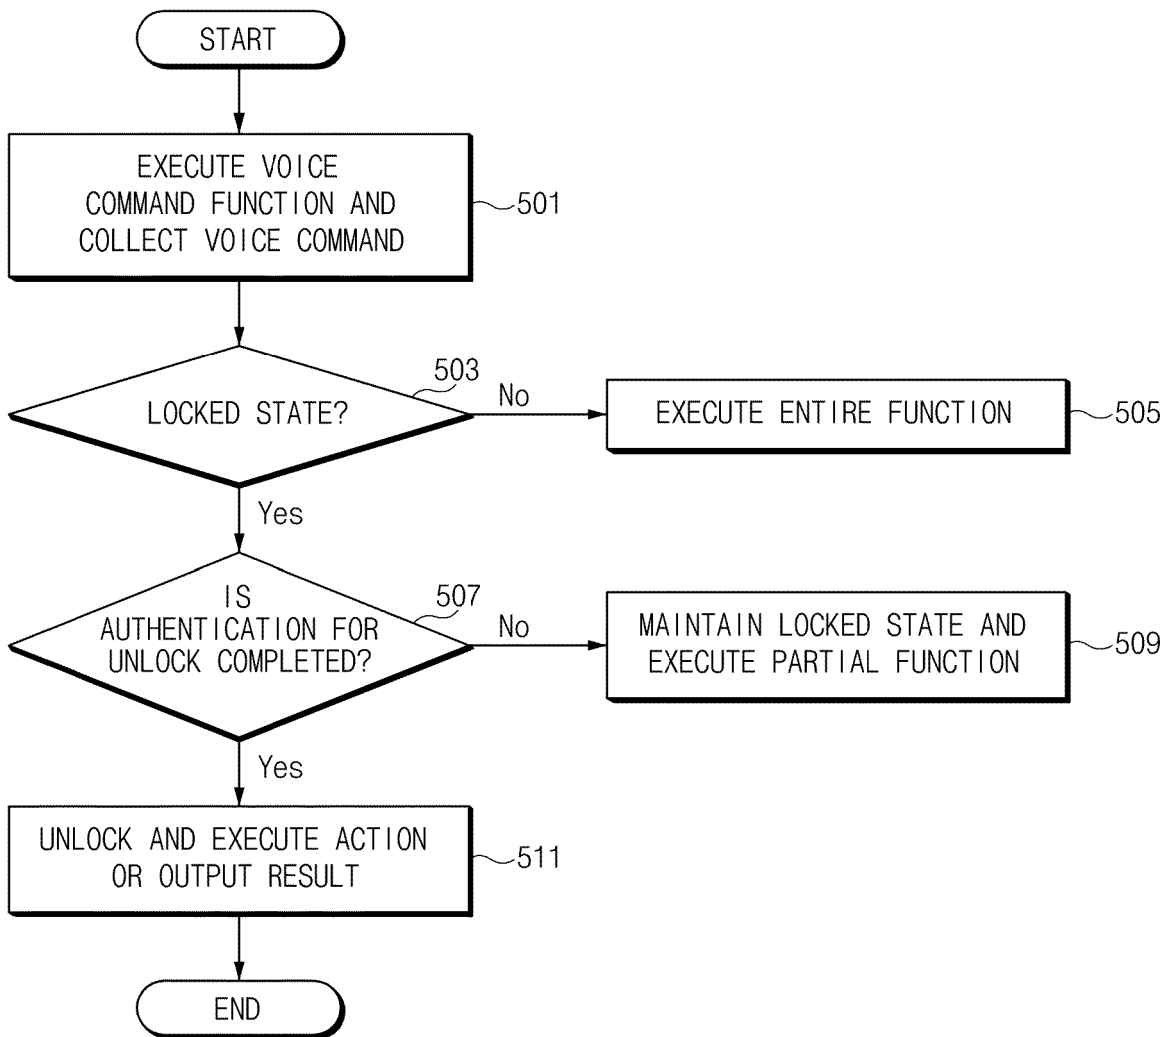 START
EXECUTE VOICE
COMMAND FUNCTION AND
COLLECT VOICE COMMAND
501
LOCKED STATE?
503
No
EXECUTE ENTIRE FUNCTION
505
Yes
IS
AUTHENTICATION FOR
UNLOCK COMPLETED?
507
No
MAINTAIN LOCKED STATE AND
EXECUTE PARTIAL FUNCTION
509
Yes
UNLOCK AND EXECUTE ACTION
OR OUTPUT RESULT
511
END